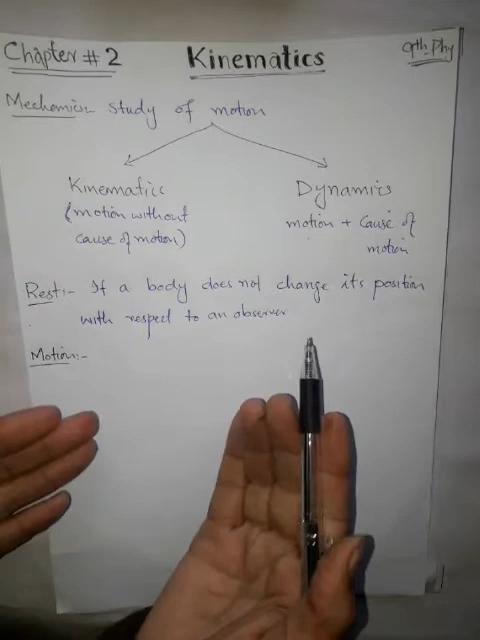 Chapter # 2 Kinematics 9th Phy
Mechanics- study of motion
Kinematics Dynamics
(motion without motion + cause of
cause of motion) motion
Rest:- If a body does not change its position
with respect to an observer
Motion:-